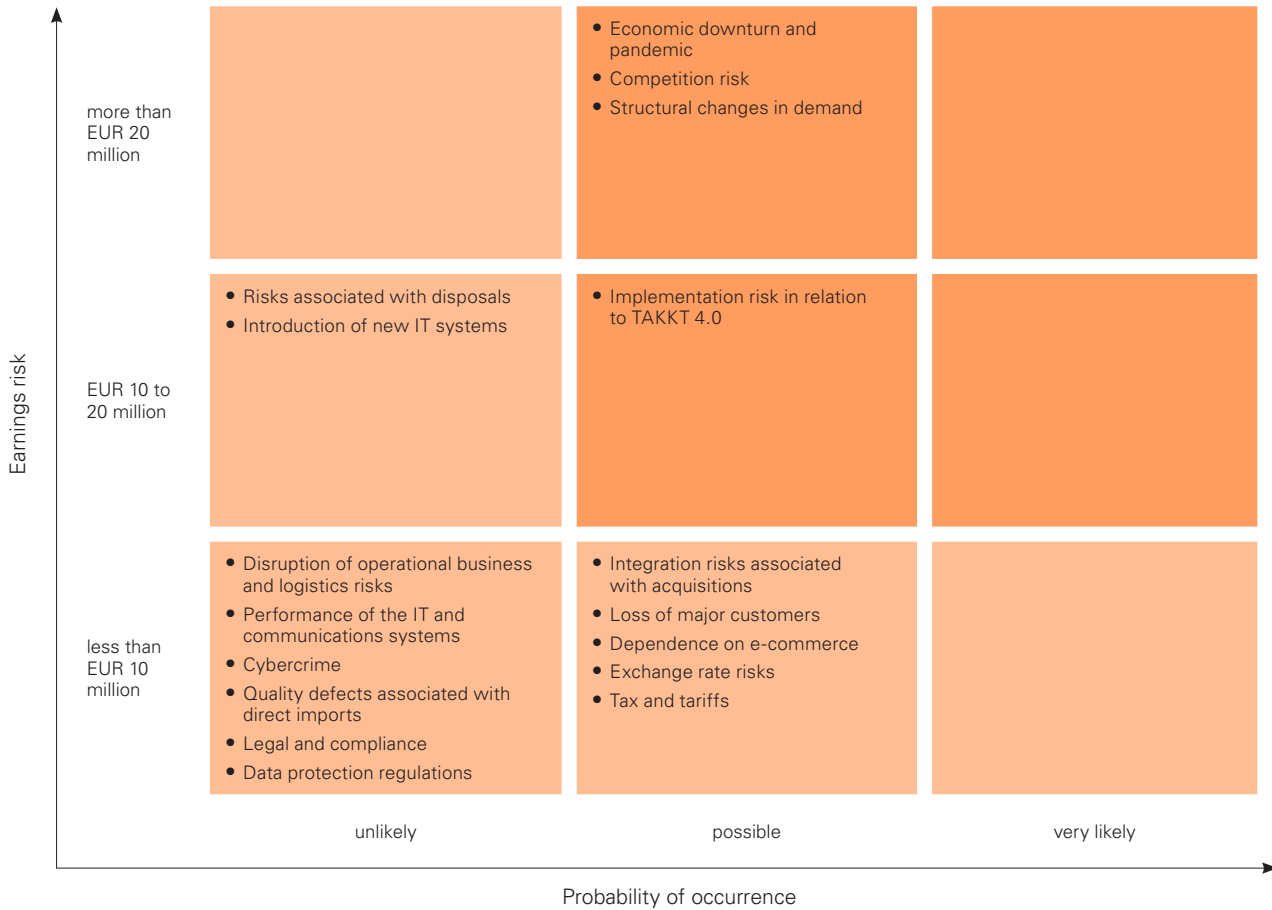 Earnings risk
more than
EUR 20
million
• Economic downturn and
pandemic
• Competition risk
• Structural changes in demand
EUR 10 to
20 million
• Risks associated with disposals
• Introduction of new IT systems
• Implementation risk in relation
to TAKKT 4.0
less than
EUR 10
million
• Disruption of operational business
and logistics risks
• Performance of the IT and
communications systems
• Cybercrime
• Quality defects associated with
direct imports
• Legal and compliance
• Data protection regulations
• Integration risks associated
with acquisitions
• Loss of major customers
• Dependence on e-commerce
• Exchange rate risks
• Tax and tariffs
unlikely
possible
very likely
Probability of occurrence